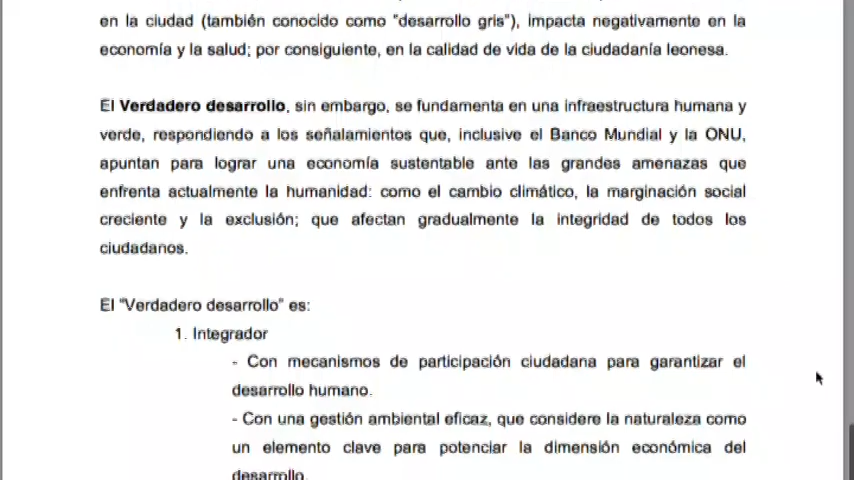 en la ciudad (también conocido como "desarrollo gris"), impacta negativamente en la
economía y la salud; por consiguiente, en la calidad de vida de la ciudadanía leonesa.
El Verdadero desarrollo, sin embargo, se fundamenta en una infraestructura humana y
verde, respondiendo a los señalamientos que, inclusive el Banco Mundial y la ONU,
apuntan para lograr una economía sustentable ante las grandes amenazas que
enfrenta actualmente la humanidad: como el cambio climático, la marginación social
creciente y la exclusión; que afectan gradualmente la integridad de todos los
ciudadanos.
El "Verdadero desarrollo" es:
1. Integrador
- Con mecanismos de participación ciudadana para garantizar el
desarrollo humano.
- Con una gestión ambiental eficaz, que considere la naturaleza como
un elemento clave para potenciar la dimensión económica del
desarrollo.